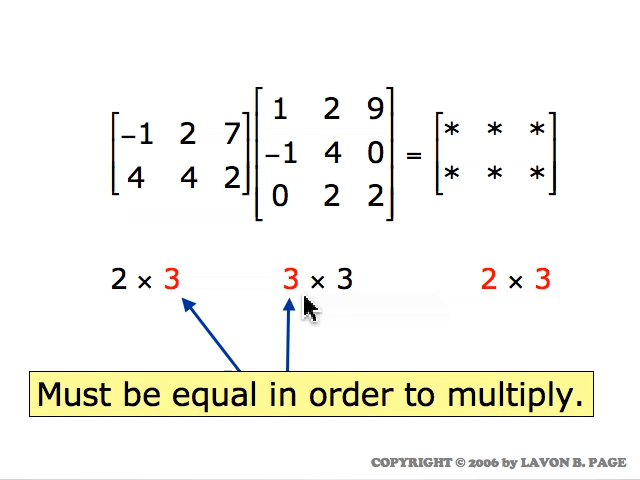 1 2 9
−1 2 7 −1 4 0 = * * *
4 4 2 0 2 2 * * *
2 × 3 3 × 3 2 × 3
Must be equal in order to multiply.
COPYRIGHT © 2006 by LAVON B. PAGE